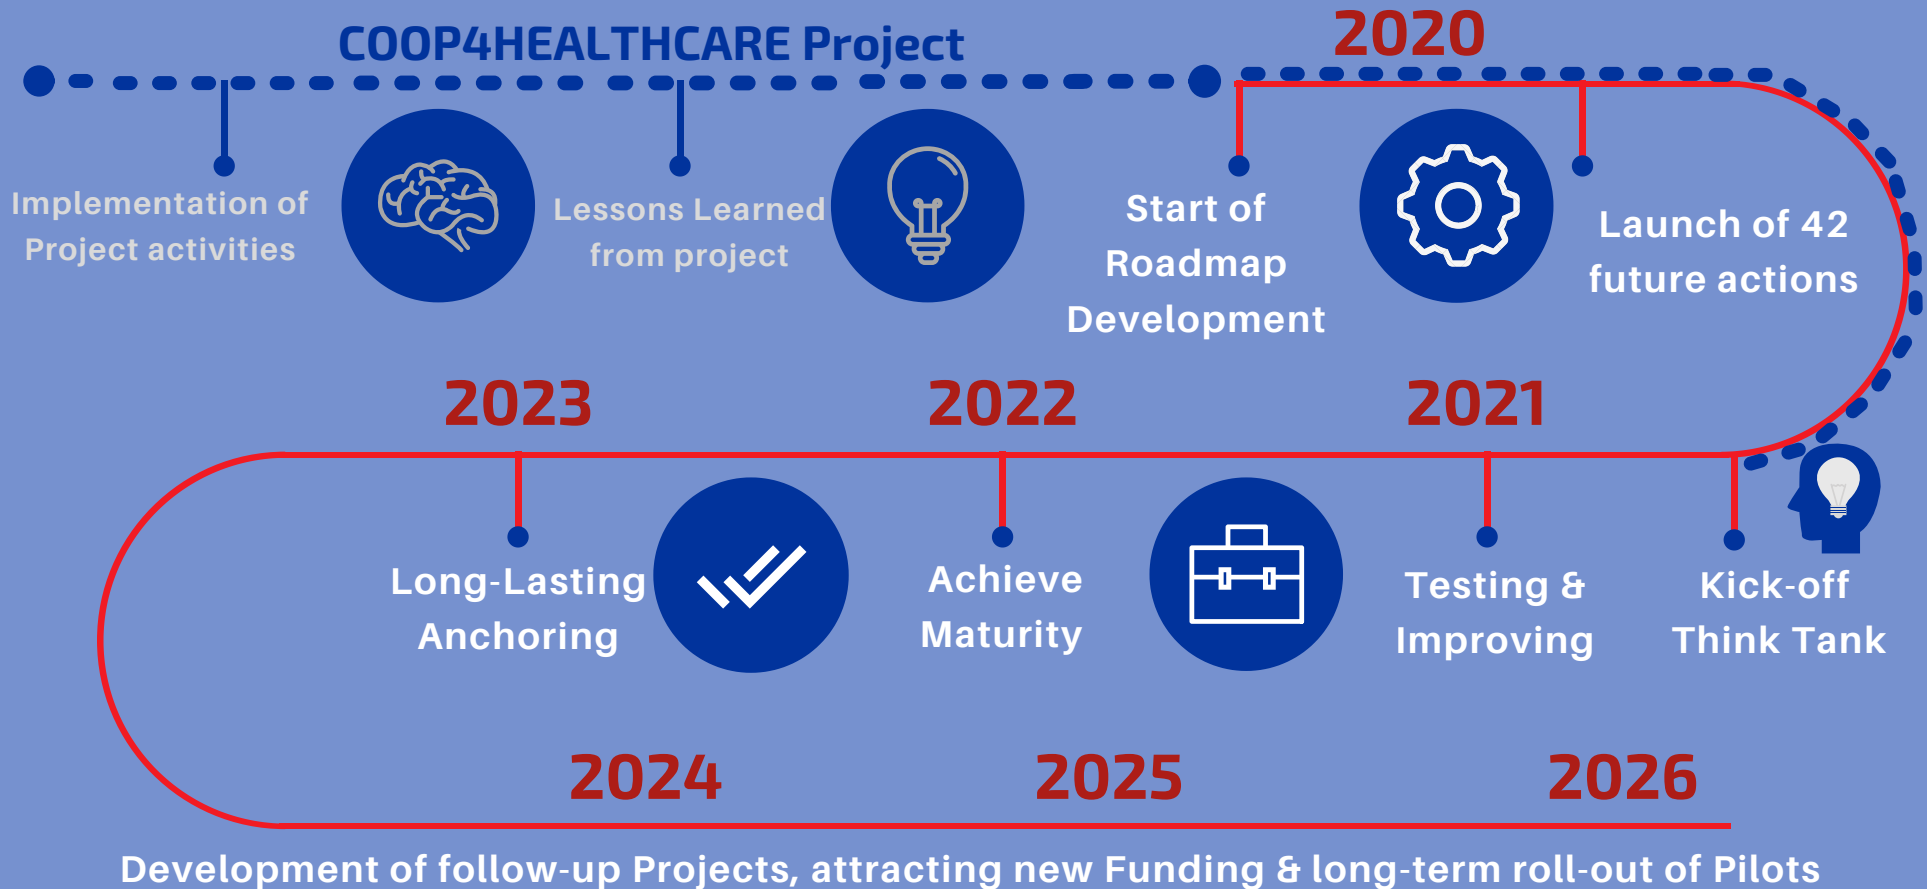 COOP4HEALTHCARE Project
2020
Implementation of
Project activities
Lessons Learned
from project
Start of
Roadmap
Development
Launch of 42
future actions
2023
2022
2021
Long-Lasting
Anchoring
Achieve
Maturity
Testing &
Improving
Kick-off
Think Tank
2024
2025
2026
Development of follow-up Projects, attracting new Funding & long-term roll-out of Pilots